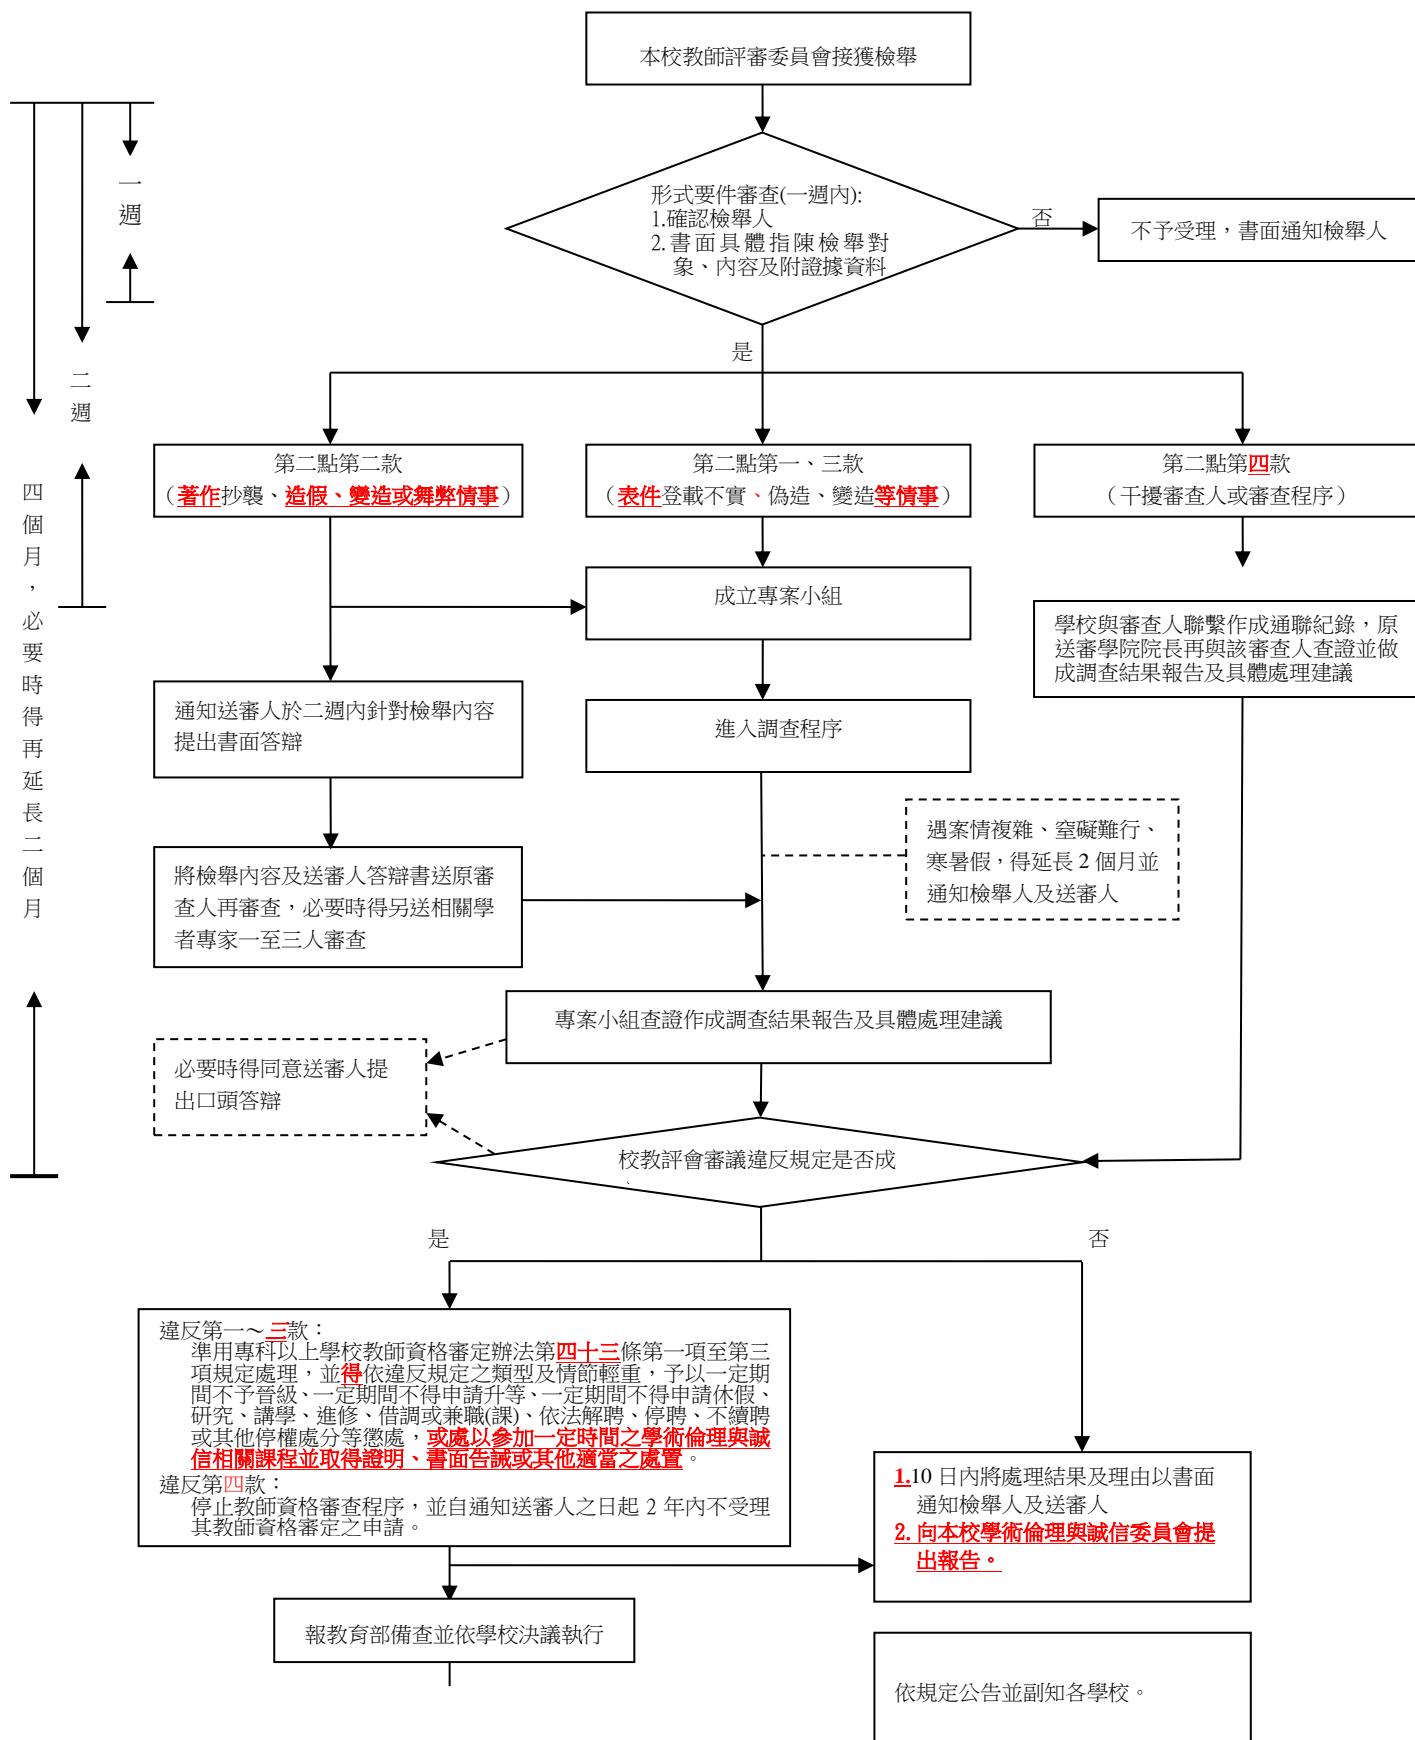 本校教師評審委員會接獲檢舉
一
週
形式要件審查(一週內):
1.確認檢舉人
2.書面具體指陳檢舉對
象、內容及附證據資料
否
不予受理，書面通知檢舉人
是
二
週
第二點第二款
（著作抄襲、造假、變造或舞弊情事）
第二點第一、三款
（表件登載不實、偽造、變造等情事）
第二點第四款
（干擾審查人或審查程序）
四
個
月
，
必
要
時
得
再
延
長
二
個
月
成立專案小組
學校與審查人聯繫作成通聯紀錄，原
送審學院院長再與該審查人查證並做
成調查結果報告及具體處理建議
通知送審人於二週內針對檢舉內容
提出書面答辯
進入調查程序
遇案情複雜、窒礙難行、
寒暑假，得延長 2 個月並
通知檢舉人及送審人
將檢舉內容及送審人答辯書送原審
查人再審查，必要時得另送相關學
者專家一至三人審查
專案小組查證作成調查結果報告及具體處理建議
必要時得同意送審人提
出口頭答辯
校教評會審議違反規定是否成
是
否
違反第一～三款：
準用專科以上學校教師資格審定辦法第四十三條第一項至第三
項規定處理，並得依違反規定之類型及情節輕重，予以一定期
間不予晉級、一定期間不得申請升等、一定期間不得申請休假、
研究、講學、進修、借調或兼職(課)、依法解聘、停聘、不續聘
或其他停權處分等懲處，或處以參加一定時間之學術倫理與誠
信相關課程並取得證明、書面告誡或其他適當之處置。
違反第四款：
停止教師資格審查程序，並自通知送審人之日起 2 年內不受理
其教師資格審定之申請。
1.10 日內將處理結果及理由以書面
通知檢舉人及送審人
2. 向本校學術倫理與誠信委員會提
出報告。
報教育部備查並依學校決議執行
依規定公告並副知各學校。